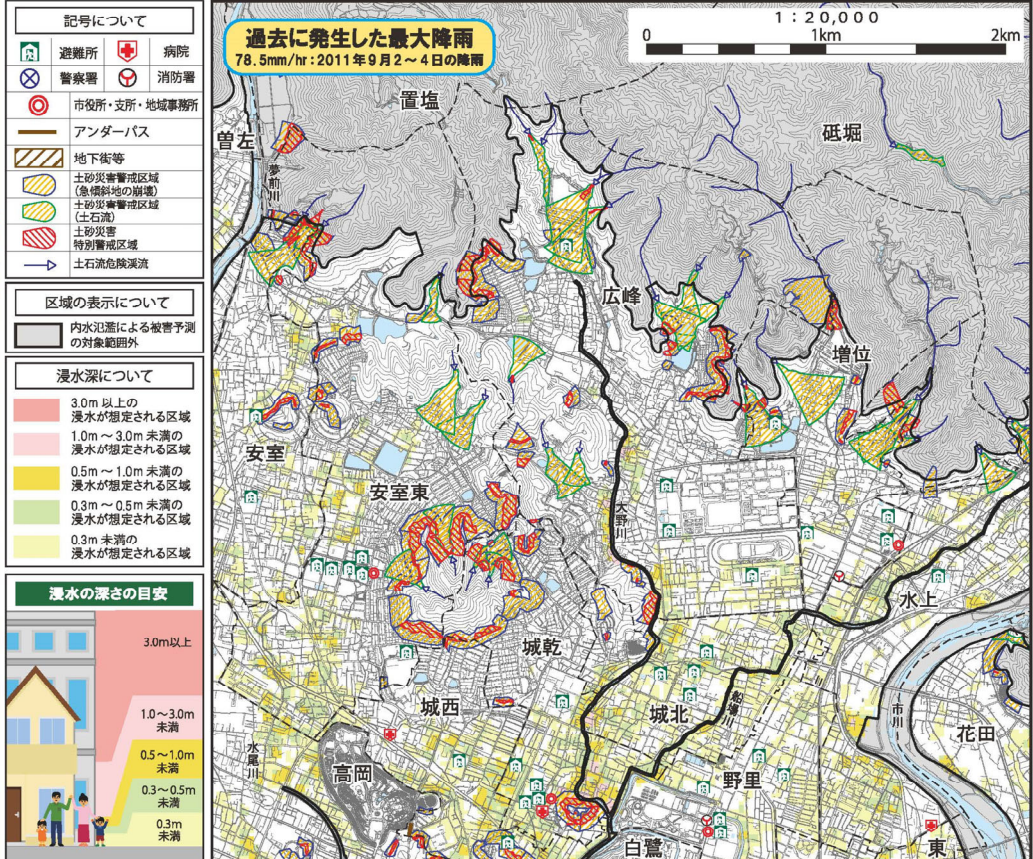 記号について
避難所
病院
警察署
消防署
市役所・支所・地域事務所
アンダーパス
地下街等
土砂災害警戒区域
(急傾斜地の崩壊)
土砂災害警戒区域
(土石流)
土砂災害
特別警戒区域
土石流危険渓流
区域の表示について
内水氾濫による被害予測
の対象範囲外
浸水深について
3.0m 以上の
浸水が想定される区域
1.0m ～ 3.0m 未満の
浸水が想定される区域
0.5m ～ 1.0m 未満の
浸水が想定される区域
0.3m ～ 0.5m 未満の
浸水が想定される区域
0.3m 未満の
浸水が想定される区域
浸水の深さの目安
3.0m以上
1.0～3.0m
未満
0.5～1.0m
未満
0.3～0.5m
未満
0.3m
未満
過去に発生した最大降雨
78.5mm/hr:2011年9月2～4日の降雨
1:20,000
0
1km
2km
置塩
曽左
砥堀
夢前川
広峰
増位
安室
安室東
大野川
水上
城乾
城西
城北
船場川
市川
花田
水尾川
高岡
野里
白鷺
東